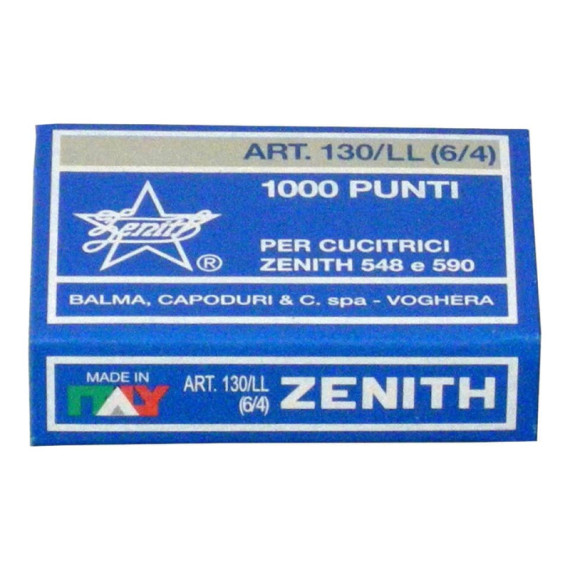 ART. 130/LL (6/4)
1000 PUNTI
Zenith ®
PER CUCITRICI
ZENITH 548 e 590
BALMA, CAPODURI & C. spa - VOGHERA
MADE IN
ITALY
ART. 130/LL
(6/4)
ZENITH